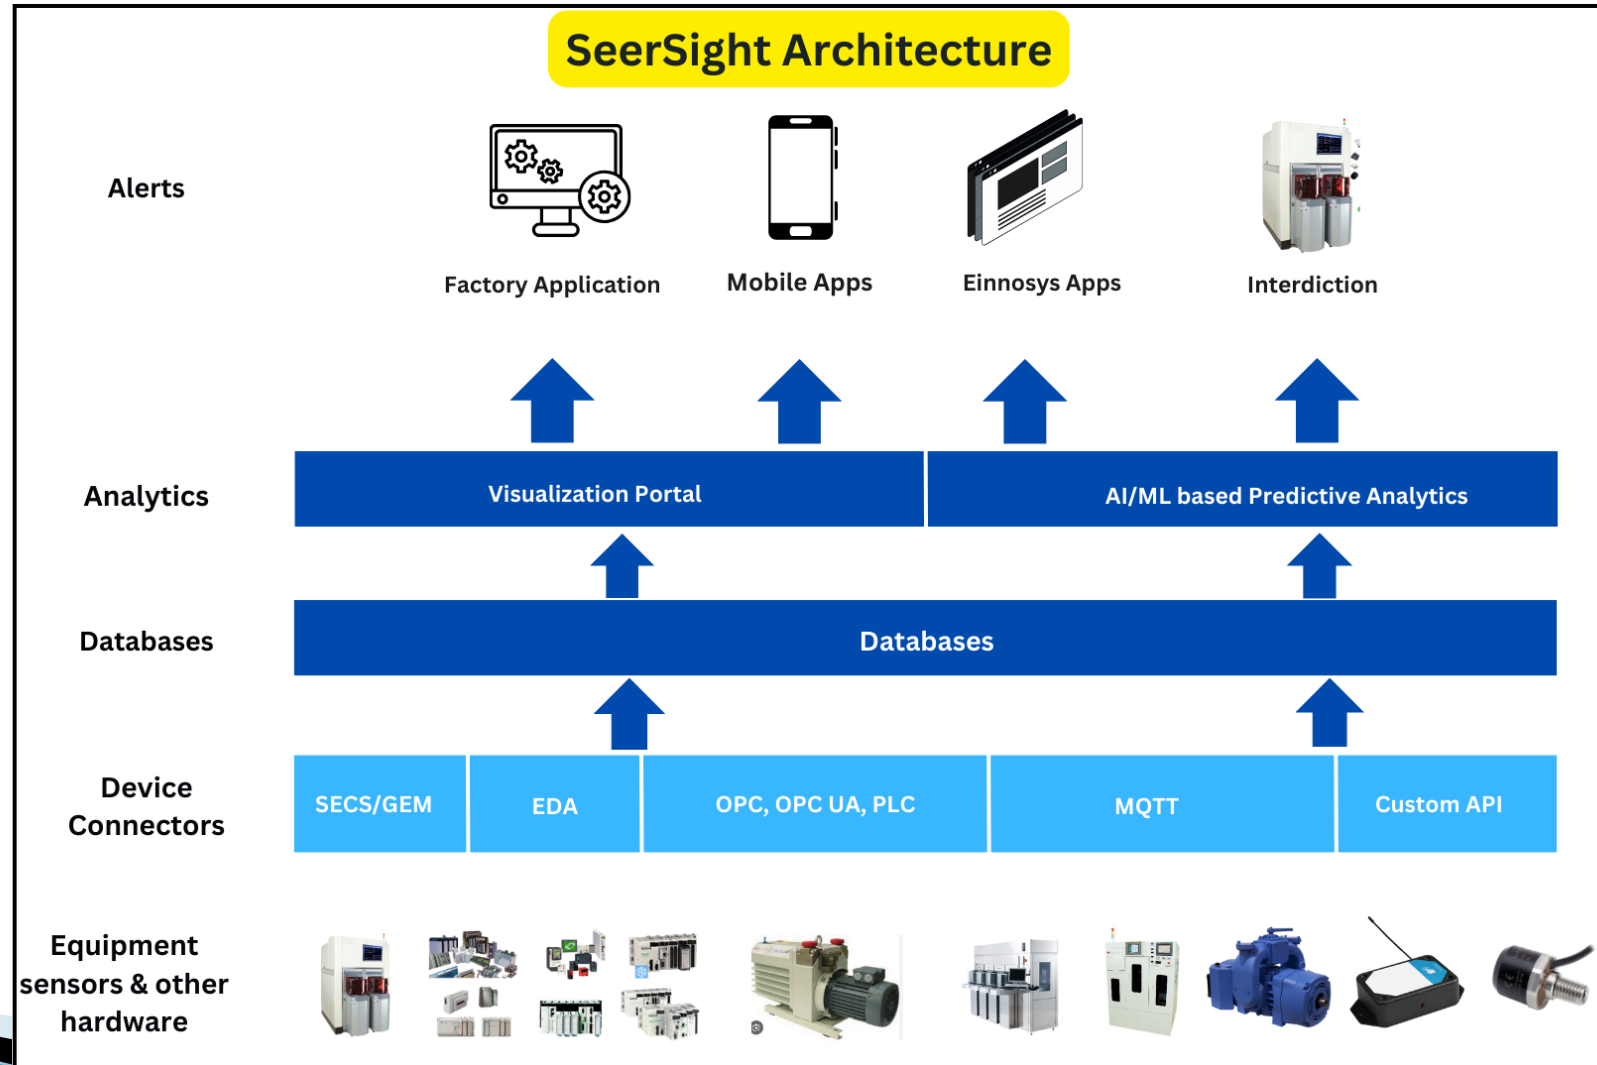 SeerSight Architecture
Alerts
Factory Application
Mobile Apps
Einnosys Apps
Interdiction
Analytics
Visualization Portal
AI/ML based Predictive Analytics
Databases
Databases
Device
Connectors
SECS/GEM
EDA
OPC, OPC UA, PLC
MQTT
Custom API
Equipment
sensors & other
hardware